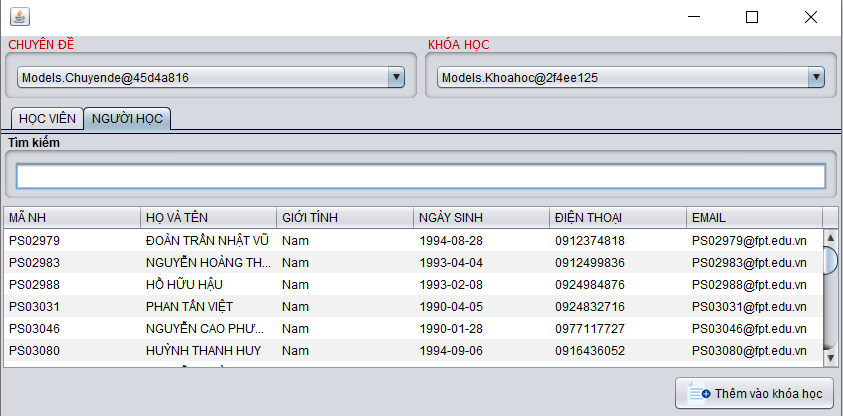 CHUYÊN ĐỀ KHÓA HỌC
Models.Chuyende@45d4a816 Models.Khoahoc@2f4ee125
HỌC VIÊN NGƯỜI HỌC
Tìm kiếm
MÃ NH HỌ VÀ TÊN GIỚI TÍNH NGÀY SINH ĐIỆN THOẠI EMAIL
PS02979 ĐOÀN TRẦN NHẬT VŨ Nam 1994-08-28 0912374818 PS02979@fpt.edu.vn
PS02983 NGUYỄN HOÀNG TH... Nam 1993-04-04 0912499836 PS02983@fpt.edu.vn
PS02988 HỒ HỮU HẬU Nam 1993-02-08 0924984876 PS02988@fpt.edu.vn
PS03031 PHAN TẤN VIỆT Nam 1990-04-05 0924832716 PS03031@fpt.edu.vn
PS03046 NGUYỄN CAO PHƯ... Nam 1990-01-28 0977117727 PS03046@fpt.edu.vn
PS03080 HUỲNH THANH HUY Nam 1994-09-06 0916436052 PS03080@fpt.edu.vn
Thêm vào khóa học